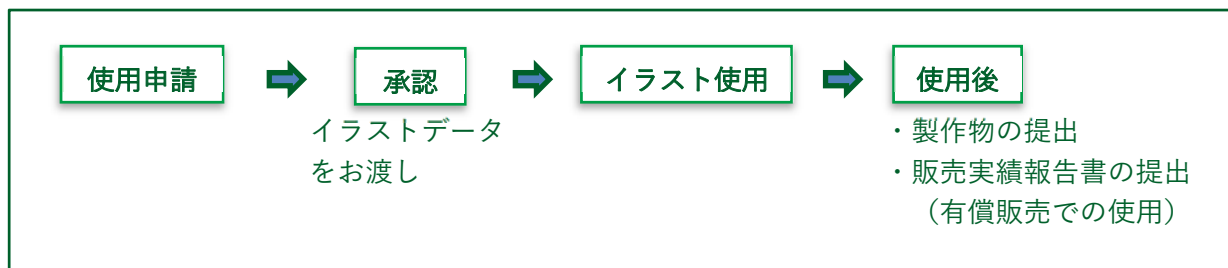 使用申請
承認
イラスト使用
使用後
イラストデータ
をお渡し
・製作物の提出
・販売実績報告書の提出
（有償販売での使用）